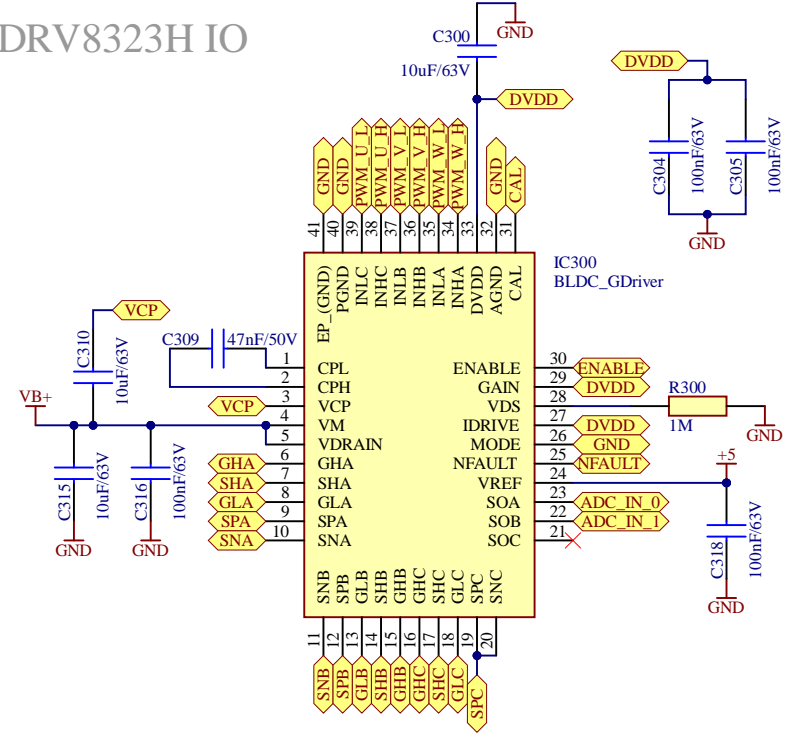 DRV8323H IO
C300
10uF/63V
GND
DVDD
DVDD
C304
100nF/63V
C305
100nF/63V
GND
GND
GND
PWM_U_L
PWM_U_H
PWM_V_L
PWM_V_H
PWM_W_L
PWM_W_H
GND
CAL
41
40
39
38
37
36
35
34
33
32
31
EP_(GND)
PGND
INLC
INHC
INLB
INHB
INLA
INHA
DVDD
AGND
CAL
IC300
BLDC_GDriver
VCP
C310
10uF/63V
C309
47nF/50V
VB+
C315
10uF/63V
GND
C316
100nF/63V
GND
1 CPL
2 CPH
VCP 3 VCP
4 VM
5 VDRAIN
GHA 6 GHA
SHA 7 SHA
GLA 8 GLA
SPA 9 SPA
SNA 10 SNA
ENABLE 30 ENABLE
GAIN 29 DVDD
VDS 28
R300
1M
GND
IDRIVE 27 DVDD
MODE 26 GND
NFAULT 25 NFAULT
VREF 24
+5
SOA 23 ADC_IN_0
SOB 22 ADC_IN_1
SOC 21
C318
100nF/63V
GND
SNB
SPB
GLB
SHB
GHB
GHC
SHC
GLC
SPC
SNC
11
12
13
14
15
16
17
18
19
20
SNB
SPB
GLB
SHB
GHB
GHC
SHC
GLC
SPC